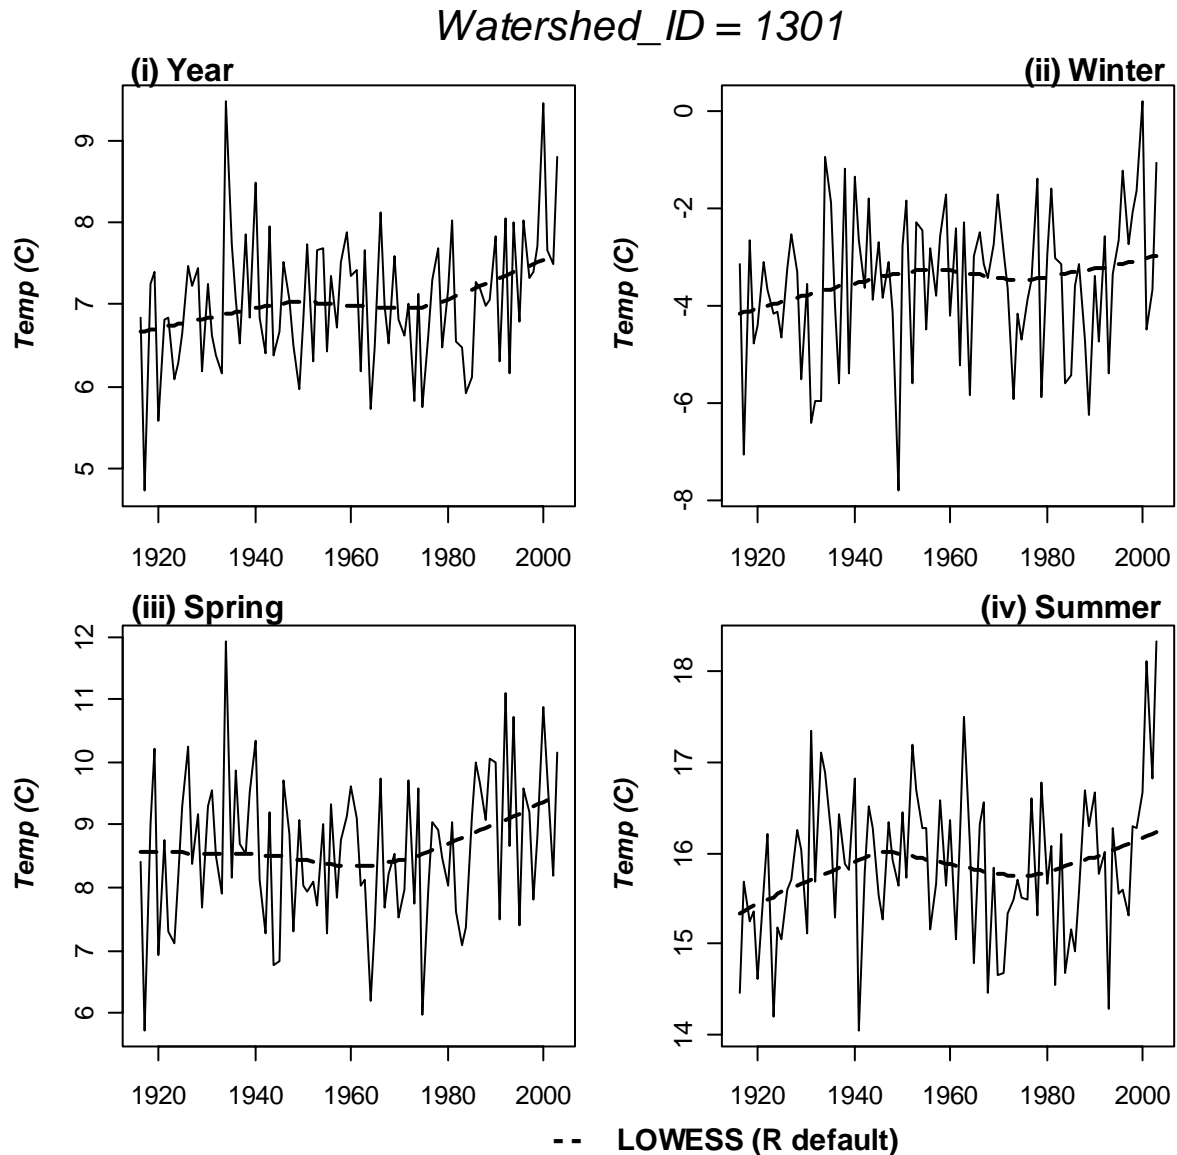 Watershed_ID = 1301
(i) Year
Temp (C)
9
8
7
6
5
1920 1940 1960 1980 2000
(ii) Winter
Temp (C)
0
-2
-4
-6
-8
1920 1940 1960 1980 2000
(iii) Spring
Temp (C)
12
11
10
9
8
7
6
1920 1940 1960 1980 2000
(iv) Summer
Temp (C)
18
17
16
15
14
1920 1940 1960 1980 2000
- - LOWESS (R default)